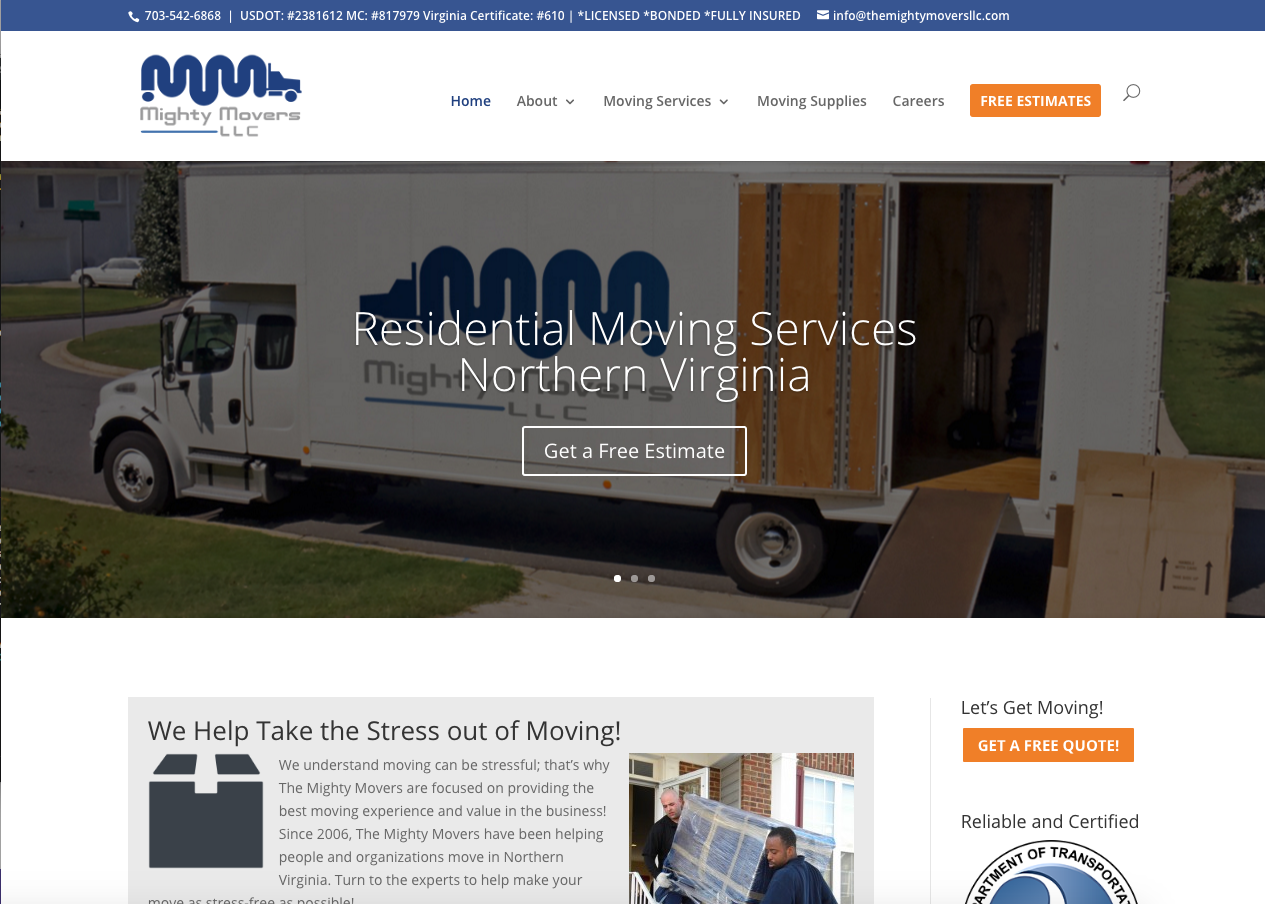 703-542-6868 | USDOT: #2381612 MC: #817979 Virginia Certificate: #610 | *LICENSED *BONDED *FULLY INSURED info@themightymoversllc.com
Mighty Movers
LLC
Home About Moving Services Moving Supplies Careers FREE ESTIMATES
Mighty Movers
LLC
Residential Moving Services
Northern Virginia
Get a Free Estimate
We Help Take the Stress out of Moving!
We understand moving can be stressful; that's why
The Mighty Movers are focused on providing the
best moving experience and value in the business!
Since 2006, The Mighty Movers have been helping
people and organizations move in Northern
Virginia. Turn to the experts to help make your
move as stress-free as possible!
Let's Get Moving!
GET A FREE QUOTE!
Reliable and Certified
ARTMENT OF TRANSPORTAT